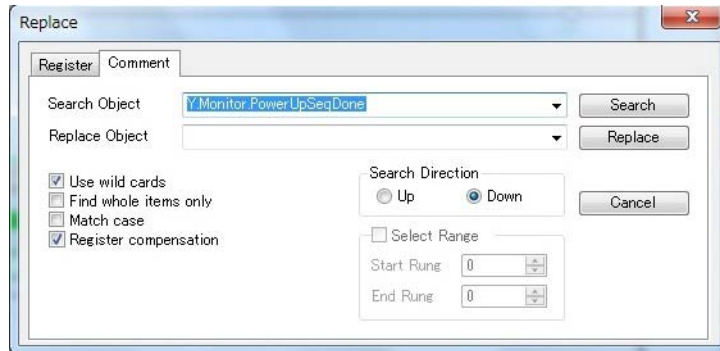 Replace
Register Comment
Search Object Y.Monitor.PowerUpSeqDone Search
Replace Object Replace
Use wild cards
Find whole items only
Match case
Register compensation
Search Direction
Up Down
Cancel
Select Range
Start Rung 0
End Rung 0